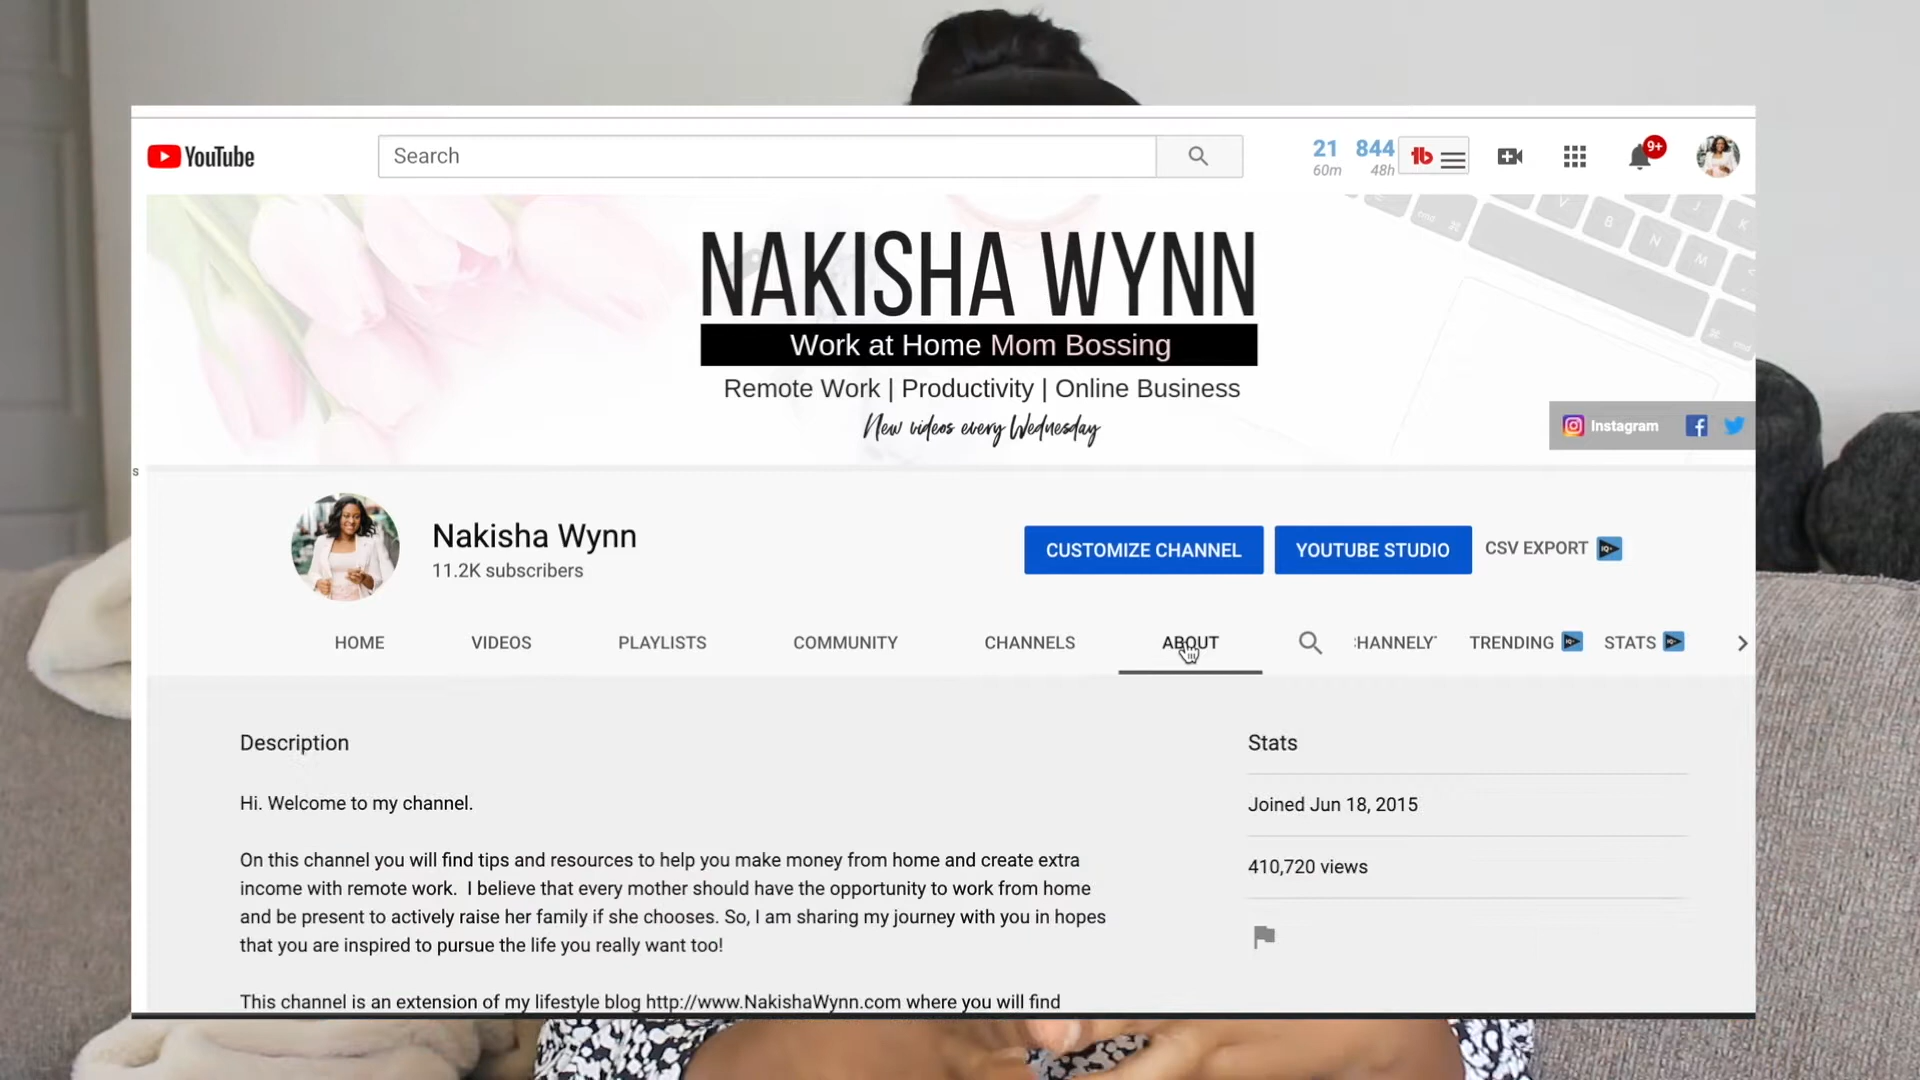 YouTube
Search
21 844
60m 48h
9+
NAKISHA WYNN
Work at Home Mom Bossing
Remote Work | Productivity | Online Business
New videos every Wednesday
Instagram
s
Nakisha Wynn
11.2K subscribers
CUSTOMIZE CHANNEL
YOUTUBE STUDIO
CSV EXPORT
HOME
VIDEOS
PLAYLISTS
COMMUNITY
CHANNELS
ABOUT
TRENDING
STATS
Description
Hi. Welcome to my channel.
On this channel you will find tips and resources to help you make money from home and create extra
income with remote work. I believe that every mother should have the opportunity to work from home
and be present to actively raise her family if she chooses. So, I am sharing my journey with you in hopes
that you are inspired to pursue the life you really want too!
This channel is an extension of my lifestyle blog http://www.NakishaWynn.com where you will find
Stats
Joined Jun 18, 2015
410,720 views